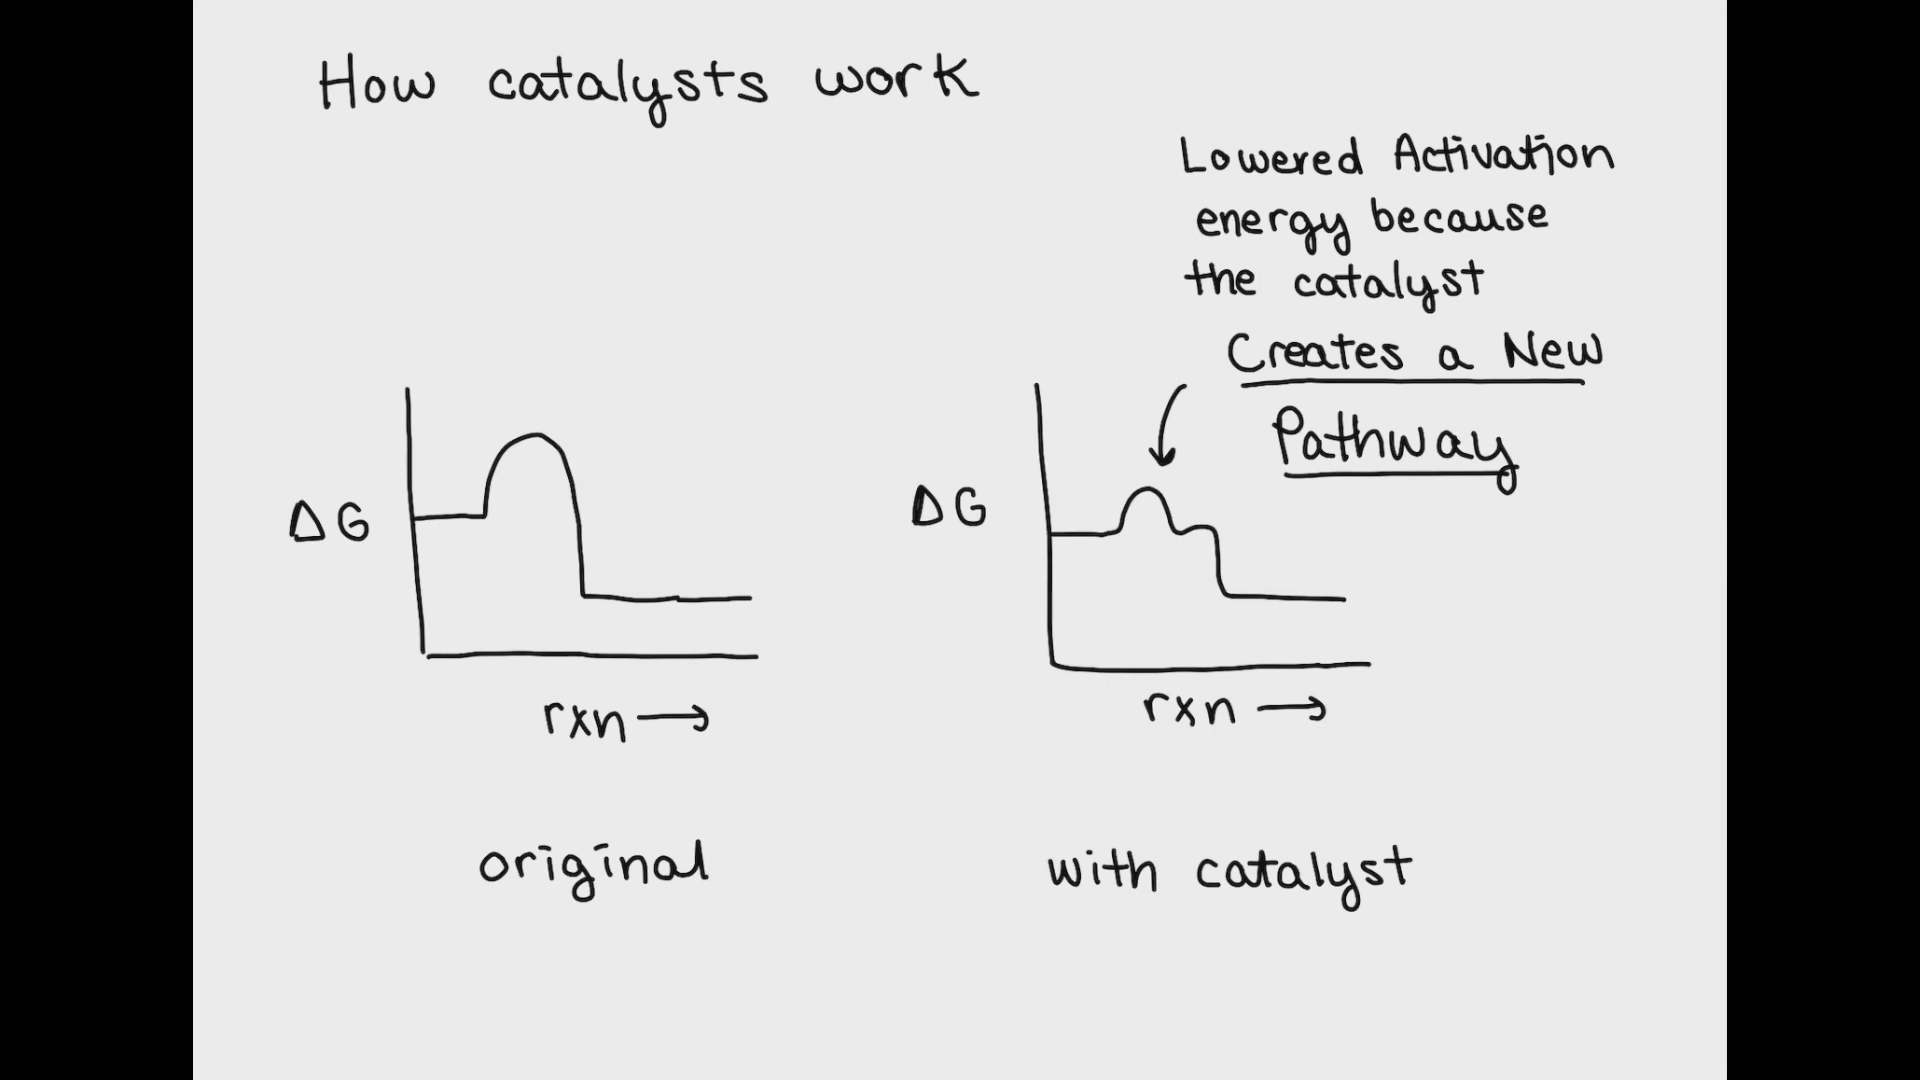 How catalysts work
Lowered Activation
energy because
the catalyst
Creates a New
Pathway
ΔG
ΔG
rxn →
rxn →
original
with catalyst